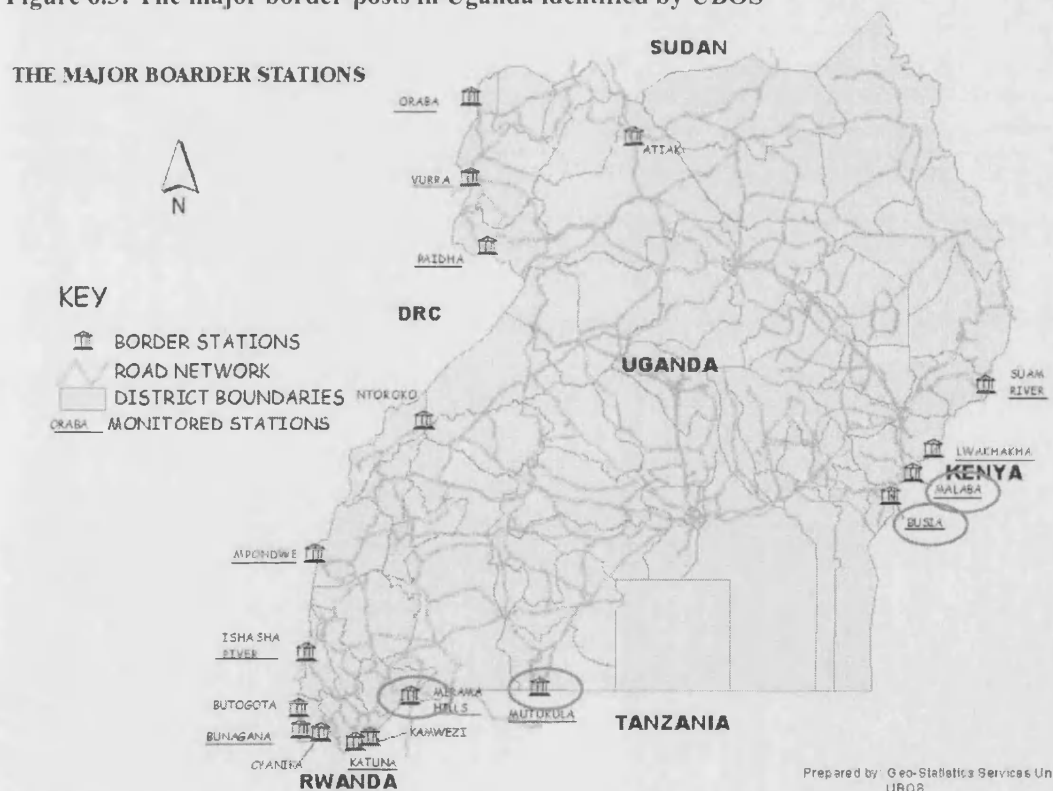 Figure 6.3: The major border posts in Uganda identified by UBOS
THE MAJOR BOARDER STATIONS
SUDAN
ORABA
ATIAK
VURRA
N
PAIDHA
KEY
DRC
BORDER STATIONS
ROAD NETWORK
DISTRICT BOUNDARIES
ORABA MONITORED STATIONS
NTOROKO
UGANDA
SUAM
RIVER
LWAKHAKHA
KENYA
MALABA
BUSIA
MPONDWE
ISHASHA
RIVER
BUTOGOTA
MIRAMA
HILLS
MUTUKULA
TANZANIA
BUNAGANA
KAMWEZI
CYANIKA
KATUNA
RWANDA
Prepared by: Geo-Statistics Services Un
UBOS